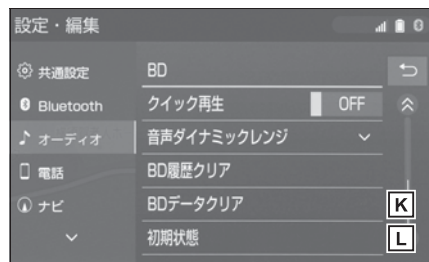 設定・編集
共通設定
Bluetooth
オーディオ
電話
ナビ
BD
クイック再生 OFF
音声ダイナミックレンジ
BD履歴クリア
BDデータクリア
K
初期状態
L